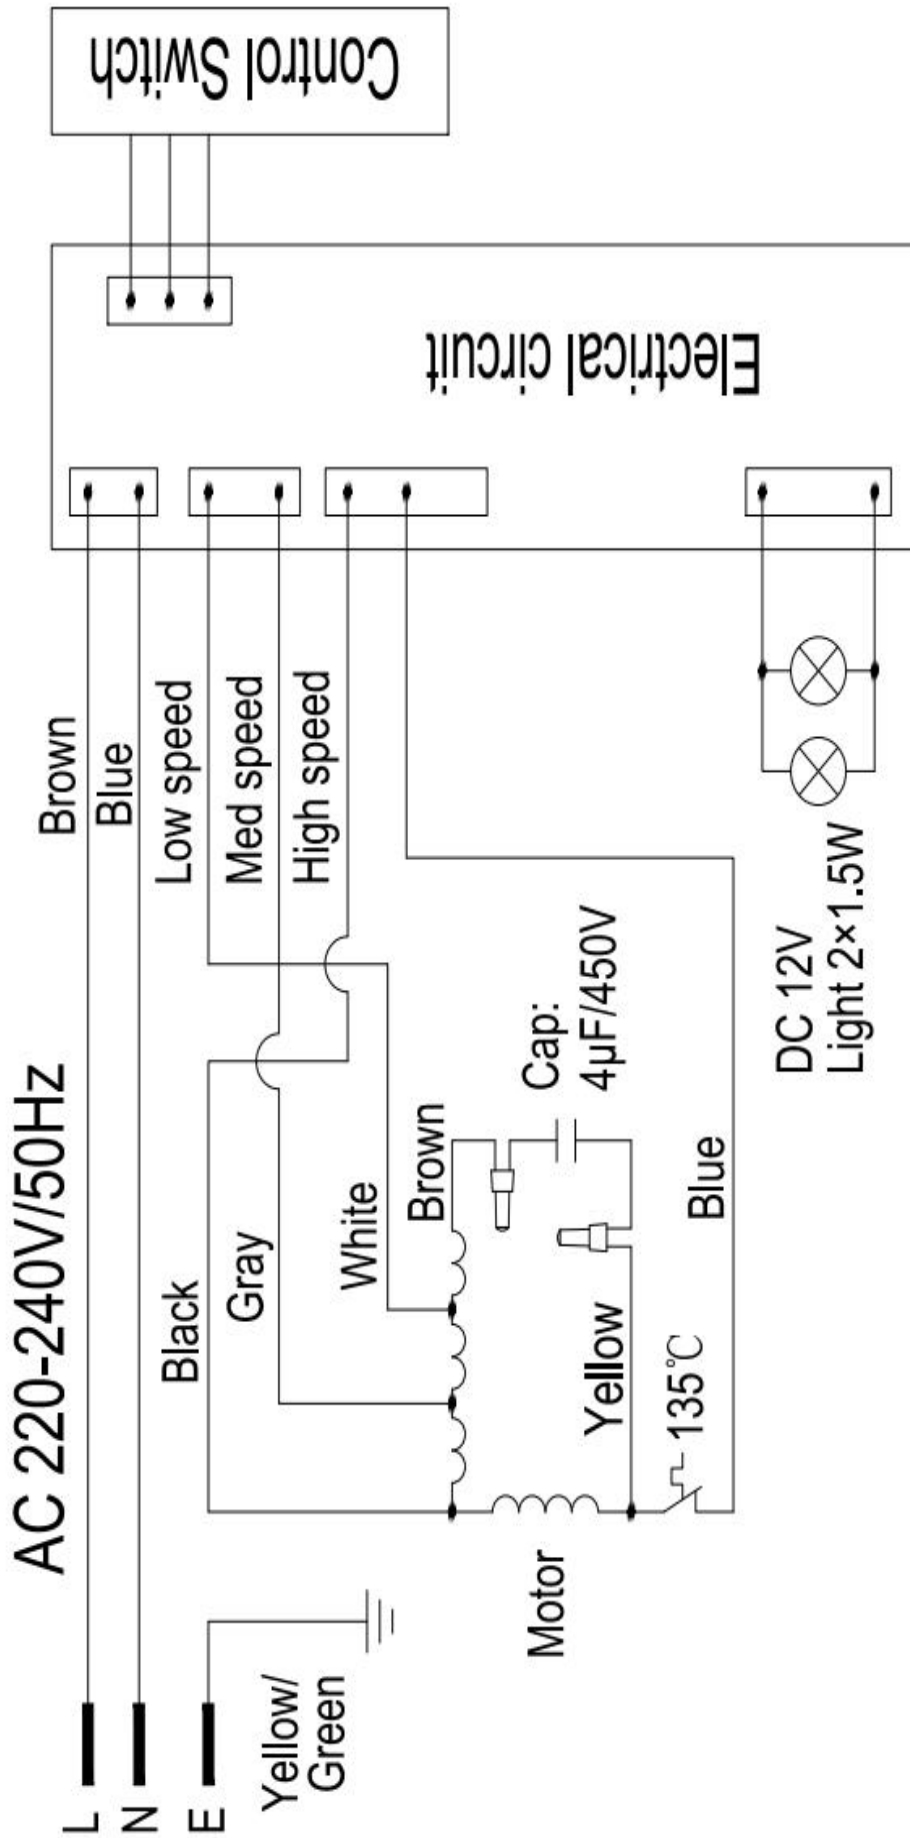 AC 220-240V/50Hz
L
N
E
Yellow/
Green
Brown
Blue
Low speed
Med speed
High speed
Black
Gray
White
Brown
Cap:
4μF/450V
Yellow
135℃
Blue
Motor
DC 12V
Light 2×1.5W
Electrical circuit
Control Switch